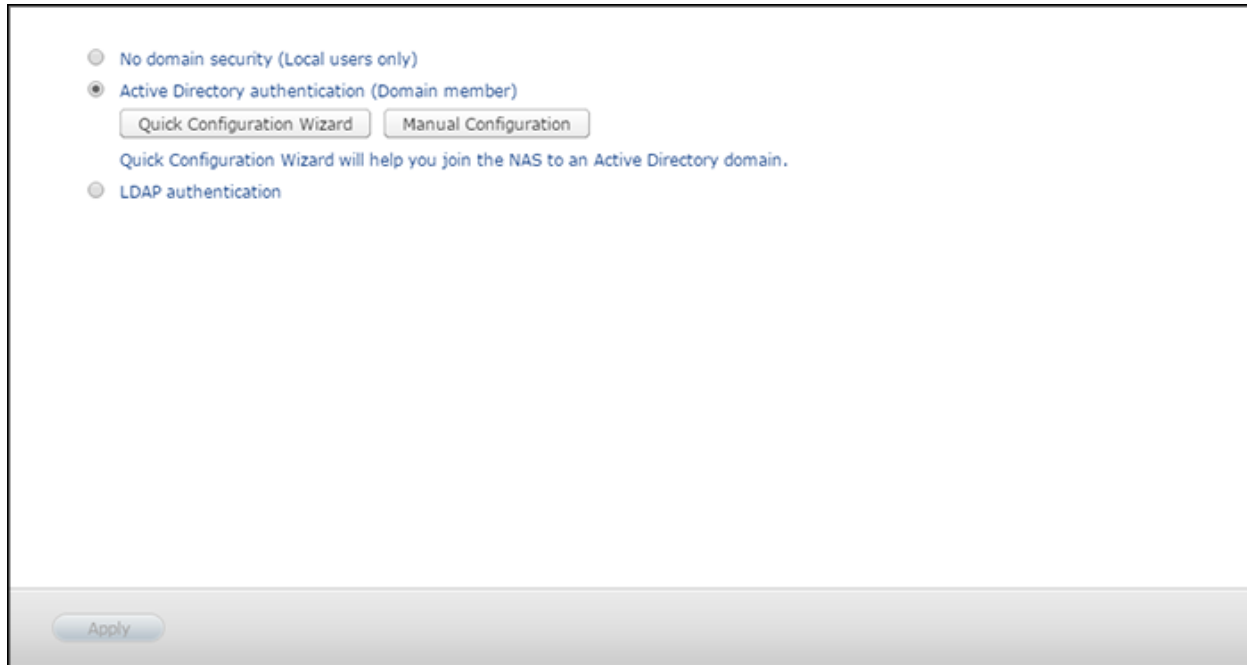 No domain security (Local users only)
Active Directory authentication (Domain member)
Quick Configuration Wizard Manual Configuration
Quick Configuration Wizard will help you join the NAS to an Active Directory domain.
LDAP authentication
Apply